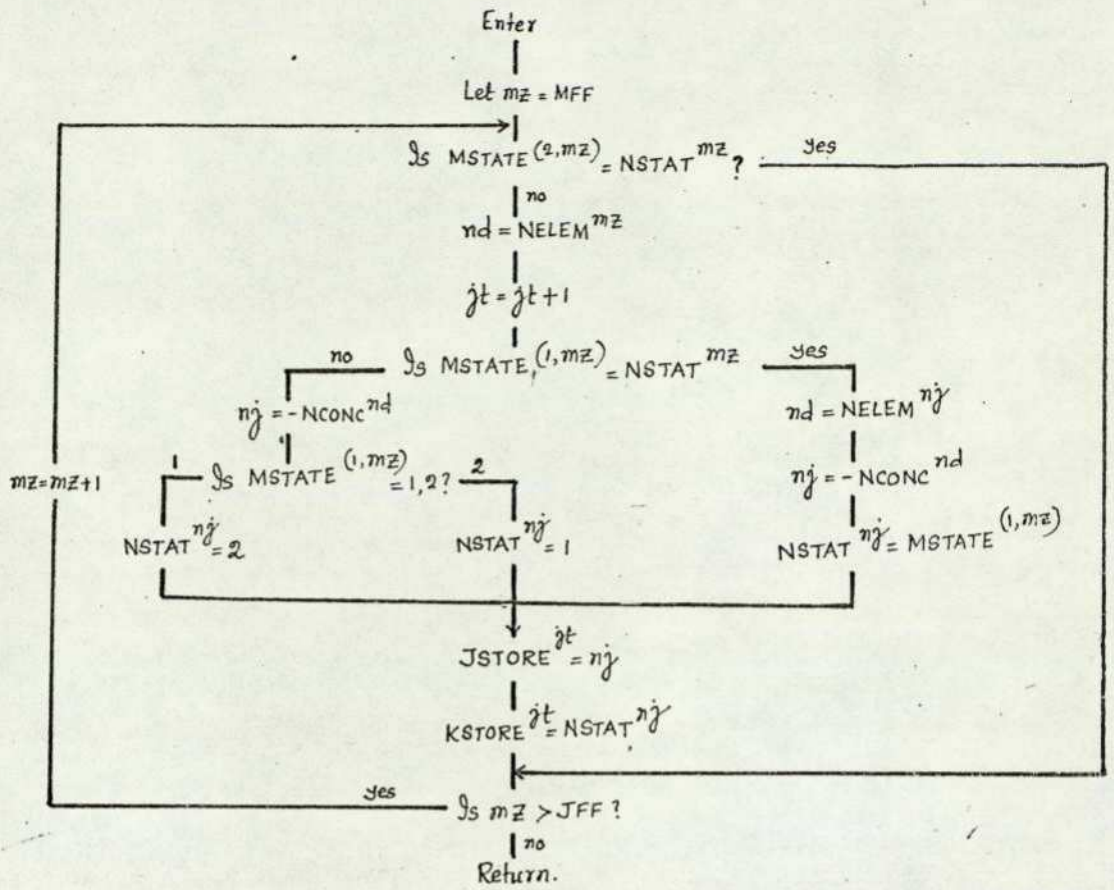 Enter
Let mz = MFF
Is MSTATE^(2,mz) = NSTAT^mz ?
yes
no
nd = NELEM^mz
jt = jt+1
no
Is MSTATE^(1,mz) = NSTAT^mz
yes
nj = -NCONC^nd
nd = NELEM^nj
mz=mz+1
1
Is MSTATE^(1,mz) = 1,2?
2
nj = -NCONC^nd
NSTAT^nj = 2
NSTAT^nj = 1
NSTAT^nj = MSTATE^(1,mz)
JSTORE^jt = nj
KSTORE^jt = NSTAT^nj
yes
Is mz > JFF ?
no
Return.